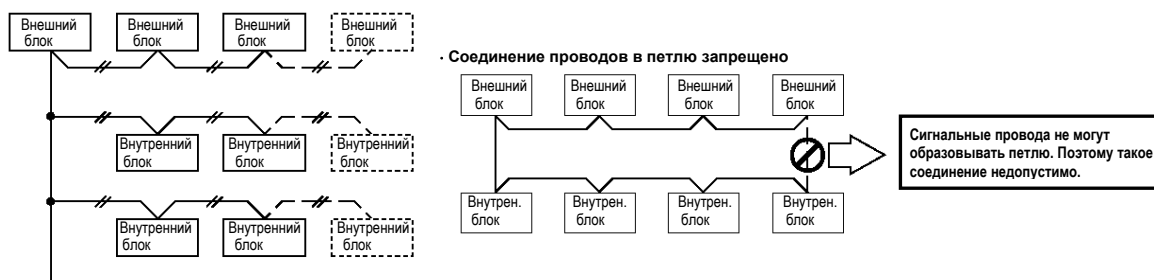 Внешний
блок
Внешний
блок
Внешний
блок
Внешний
блок
Внутренний
блок
Внутренний
блок
Внутренний
блок
Внутренний
блок
Внутренний
блок
Внутренний
блок
· Соединение проводов в петлю запрещено
Внешний
блок
Внешний
блок
Внешний
блок
Внешний
блок
Внутрен.
блок
Внутрен.
блок
Внутрен.
блок
Внутрен.
блок
Сигнальные провода не могут
образовывать петлю. Поэтому такое
соединение недопустимо.